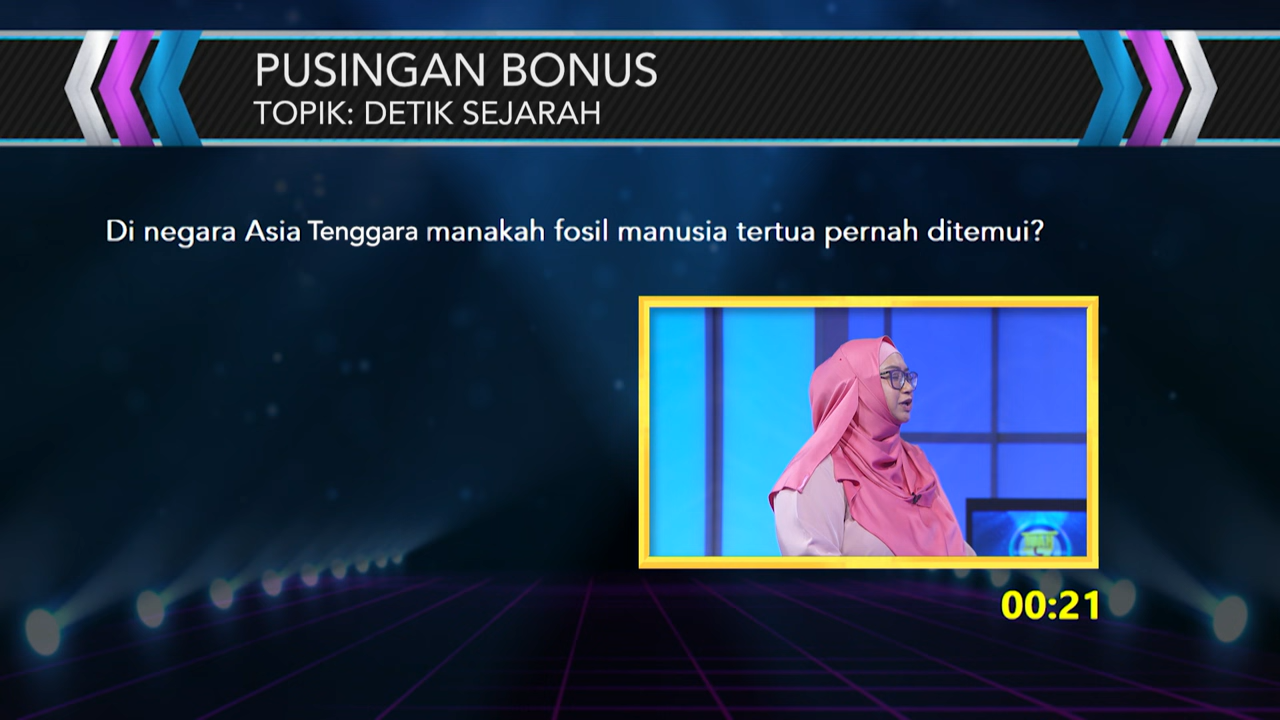 PUSINGAN BONUS
TOPIK: DETIK SEJARAH
Di negara Asia Tenggara manakah fosil manusia tertua pernah ditemui?
00:21